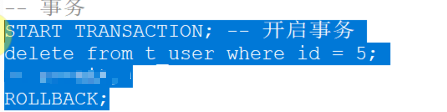 -- 事务
START TRANSACTION; -- 开启事务
delete from t_user where id = 5;
ROLLBACK;